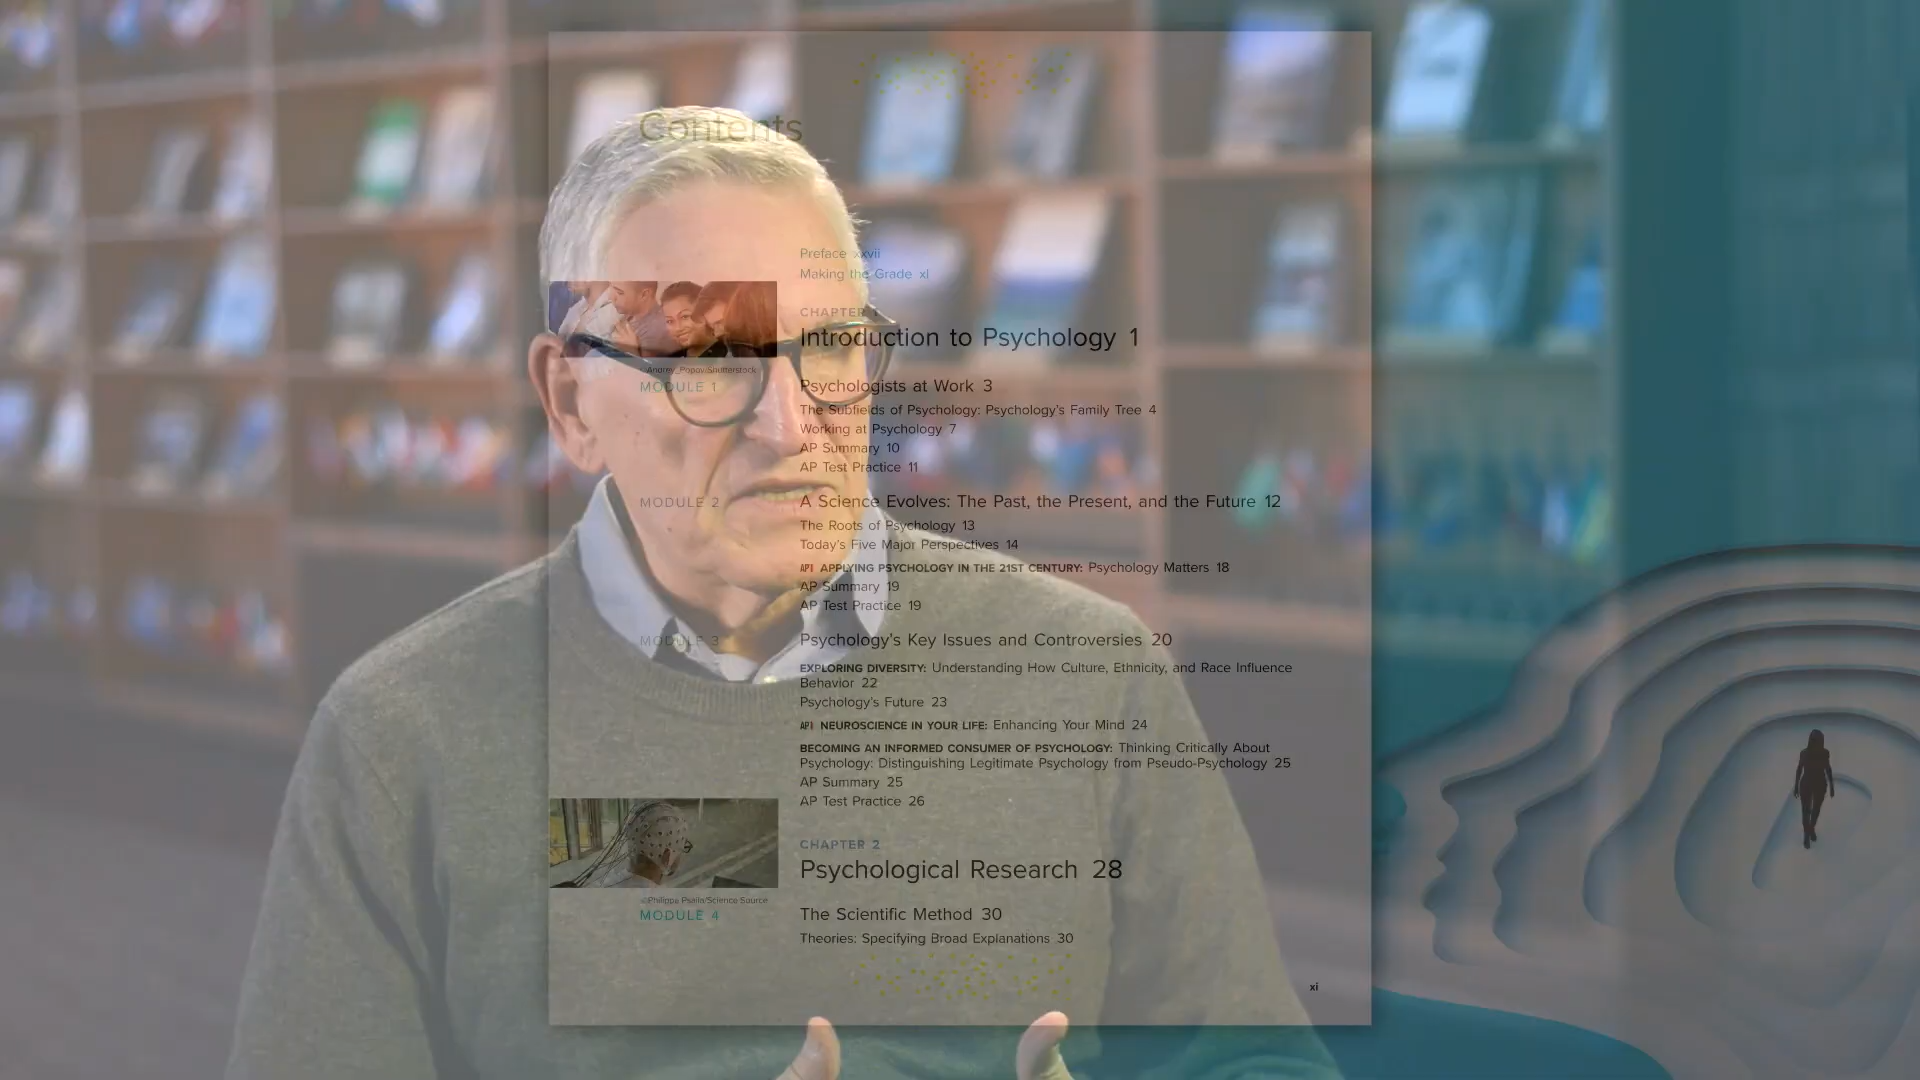 Contents
Preface xxvii
Making the Grade xl
CHAPTER 1
Introduction to Psychology 1
©Andrey_Popov/Shutterstock
MODULE 1
Psychologists at Work 3
The Subfields of Psychology: Psychology's Family Tree 4
Working at Psychology 7
AP Summary 10
AP Test Practice 11
MODULE 2
A Science Evolves: The Past, the Present, and the Future 12
The Roots of Psychology 13
Today's Five Major Perspectives 14
AP® APPLYING PSYCHOLOGY IN THE 21ST CENTURY: Psychology Matters 18
AP Summary 19
AP Test Practice 19
MODULE 3
Psychology's Key Issues and Controversies 20
EXPLORING DIVERSITY: Understanding How Culture, Ethnicity, and Race Influence
Behavior 22
Psychology's Future 23
AP® NEUROSCIENCE IN YOUR LIFE: Enhancing Your Mind 24
BECOMING AN INFORMED CONSUMER OF PSYCHOLOGY: Thinking Critically About
Psychology: Distinguishing Legitimate Psychology from Pseudo-Psychology 25
AP Summary 25
AP Test Practice 26
CHAPTER 2
Psychological Research 28
©Philippe Psaila/Science Source
MODULE 4
The Scientific Method 30
Theories: Specifying Broad Explanations 30
xi